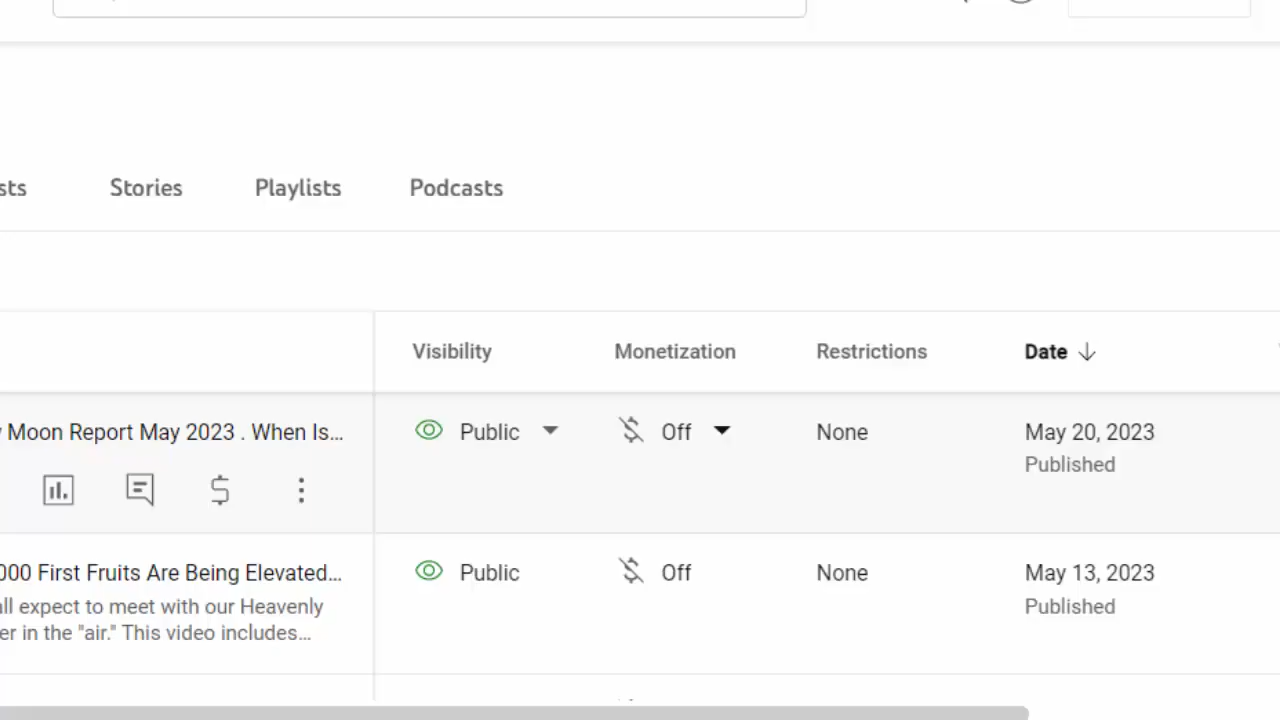 Stories Playlists Podcasts
Visibility Monetization Restrictions Date
Moon Report May 2023 . When Is... Public Off None May 20, 2023
Published
000 First Fruits Are Being Elevated... Public Off None May 13, 2023
all expect to meet with our Heavenly Published
er in the "air." This video includes...